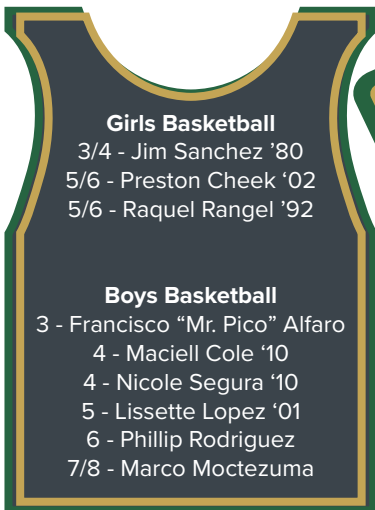 Girls Basketball
3/4 - Jim Sanchez ’80
5/6 - Preston Cheek ‘02
5/6 - Raquel Rangel ’92
Boys Basketball
3 - Francisco “Mr. Pico” Alfaro
4 - Maciell Cole ‘10
4 - Nicole Segura ‘10
5 - Lissette Lopez ‘01
6 - Phillip Rodriguez
7/8 - Marco Moctezuma